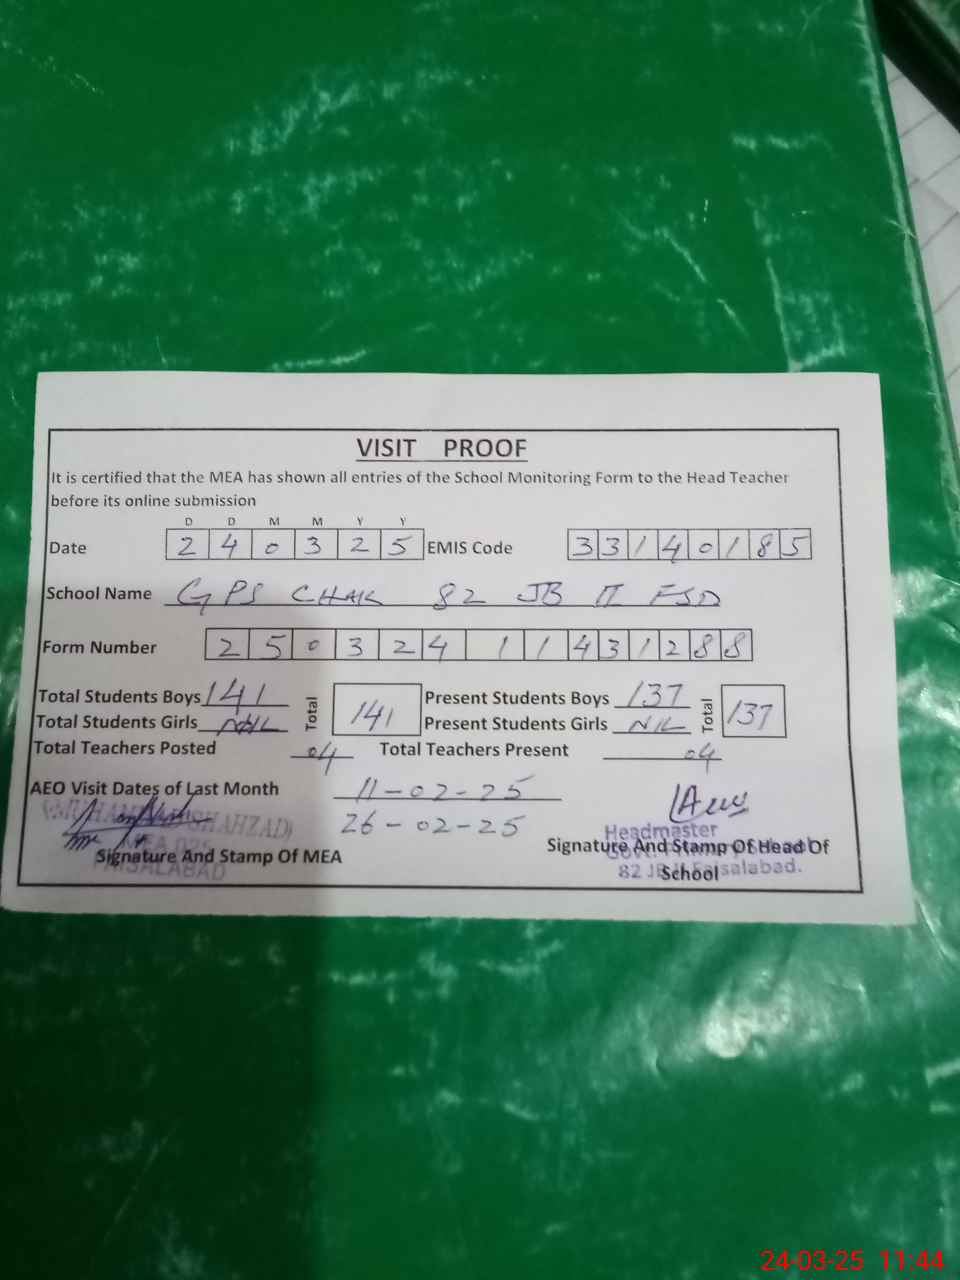 VISIT PROOF
It is certified that the MEA has shown all entries of the School Monitoring Form to the Head Teacher
before its online submission
D D M M Y Y
Date 2 4 0 3 2 5 EMIS Code 3 3 1 4 0 1 8 5
School Name GPS CHAK 82 JB II FSD
Form Number 2 5 0 3 2 4 1 1 4 3 1 2 8 8
Total Students Boys 141 Total 141 Present Students Boys 137 Total 137
Total Students Girls NIL Present Students Girls NIL
Total Teachers Posted 04 Total Teachers Present 04
AEO Visit Dates of Last Month 11-02-25
26-02-25
SHAHZAD)
Headmaster
Signature And Stamp Of MEA Signature And Stamp Of Head Of
FAISALABAD
82 JB Faisalabad.
School
24-03-25 11:44